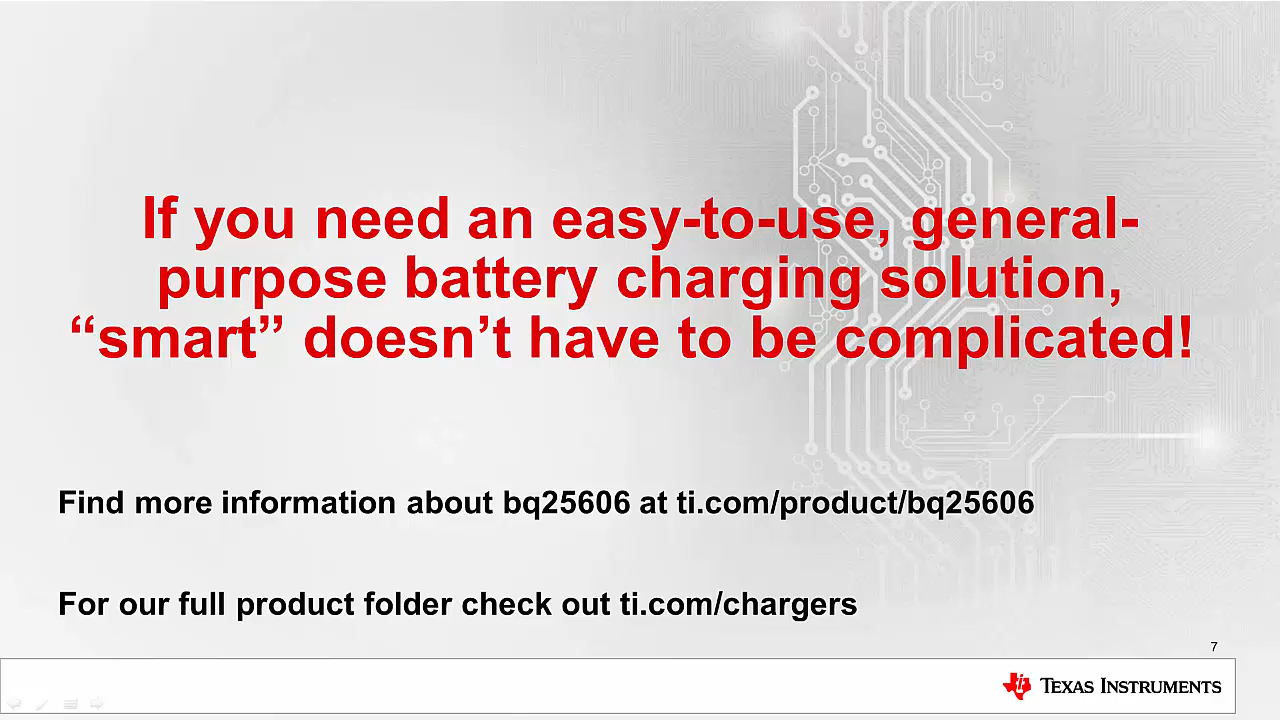 If you need an easy-to-use, general-
purpose battery charging solution,
“smart” doesn’t have to be complicated!
Find more information about bq25606 at ti.com/product/bq25606
For our full product folder check out ti.com/chargers
7
TEXAS INSTRUMENTS